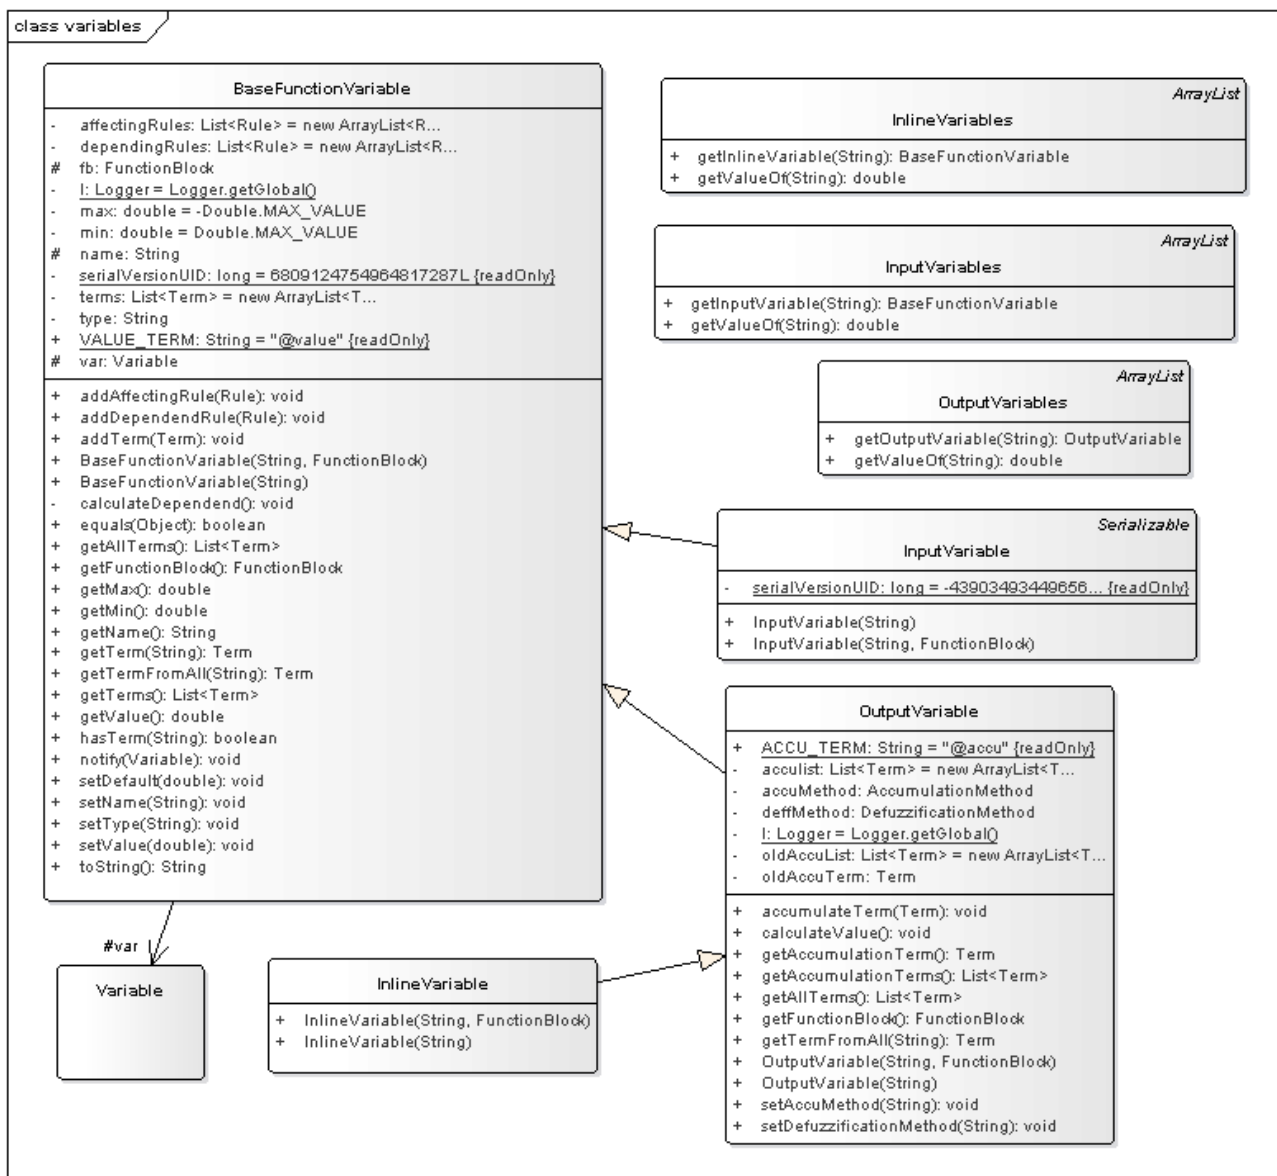 class variables
BaseFunctionVariable
- affectingRules: List<Rule> = new ArrayList<R...
- dependingRules: List<Rule> = new ArrayList<R...
# fb: FunctionBlock
- l: Logger = Logger.getGlobal()
- max: double = -Double.MAX_VALUE
- min: double = Double.MAX_VALUE
# name: String
- serialVersionUID: long = 6809124754964817287L {readOnly}
- terms: List<Term> = new ArrayList<T...
- type: String
+ VALUE_TERM: String = "@value" {readOnly}
# var: Variable
+ addAffectingRule(Rule): void
+ addDependendRule(Rule): void
+ addTerm(Term): void
+ BaseFunctionVariable(String, FunctionBlock)
+ BaseFunctionVariable(String)
- calculateDependend(): void
+ equals(Object): boolean
+ getAllTerms(): List<Term>
+ getFunctionBlock(): FunctionBlock
+ getMax(): double
+ getMin(): double
+ getName(): String
+ getTerm(String): Term
+ getTermFromAll(String): Term
+ getTerms(): List<Term>
+ getValue(): double
+ hasTerm(String): boolean
+ notify(Variable): void
+ setDefault(double): void
+ setName(String): void
+ setType(String): void
+ setValue(double): void
+ toString(): String
ArrayList
InlineVariables
+ getInlineVariable(String): BaseFunctionVariable
+ getValueOf(String): double
ArrayList
InputVariables
+ getInputVariable(String): BaseFunctionVariable
+ getValueOf(String): double
ArrayList
OutputVariables
+ getOutputVariable(String): OutputVariable
+ getValueOf(String): double
Serializable
InputVariable
- serialVersionUID: long = -43903493449656... {readOnly}
+ InputVariable(String)
+ InputVariable(String, FunctionBlock)
OutputVariable
+ ACCU_TERM: String = "@accu" {readOnly}
- acculist: List<Term> = new ArrayList<T...
- accuMethod: AccumulationMethod
- deffMethod: DefuzzificationMethod
- l: Logger = Logger.getGlobal()
- oldAccuList: List<Term> = new ArrayList<T...
- oldAccuTerm: Term
+ accumulateTerm(Term): void
+ calculateValue(): void
+ getAccumulationTerm(): Term
+ getAccumulationTerms(): List<Term>
+ getAllTerms(): List<Term>
+ getFunctionBlock(): FunctionBlock
+ getTermFromAll(String): Term
+ OutputVariable(String, FunctionBlock)
+ OutputVariable(String)
+ setAccuMethod(String): void
+ setDefuzzificationMethod(String): void
#var
Variable
InlineVariable
+ InlineVariable(String, FunctionBlock)
+ InlineVariable(String)